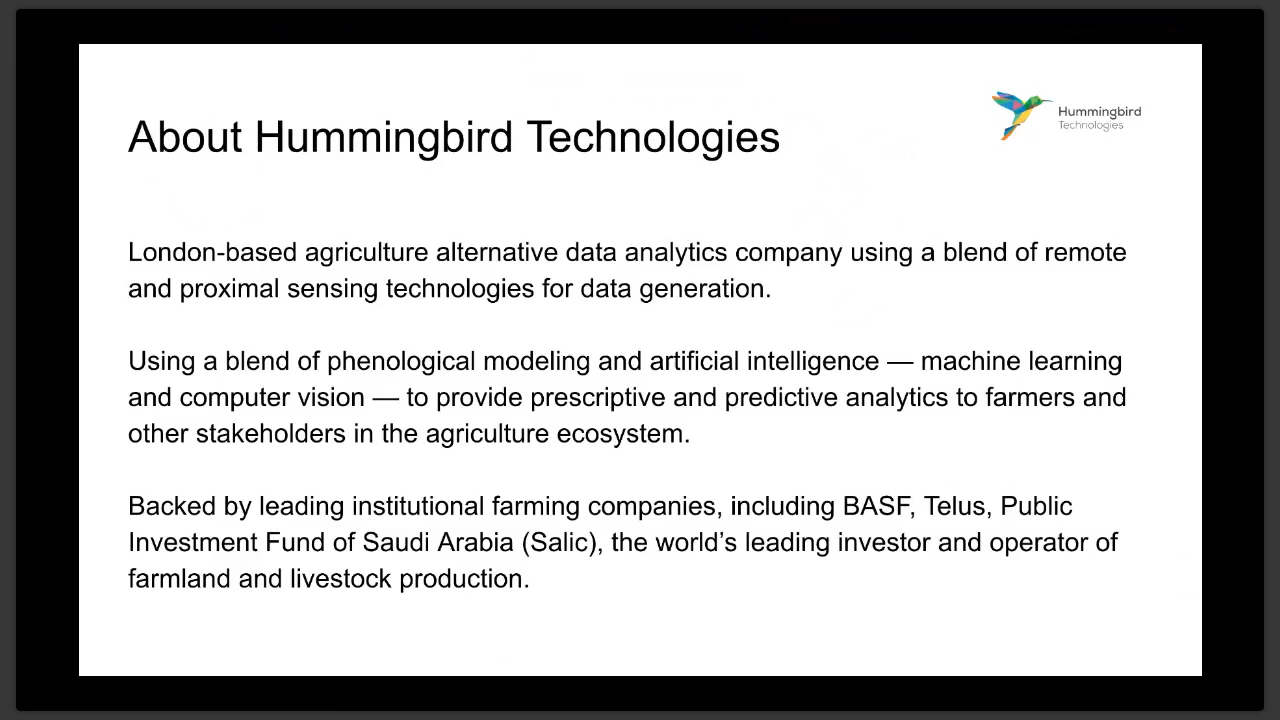 About Hummingbird Technologies
Hummingbird
Technologies
London-based agriculture alternative data analytics company using a blend of remote
and proximal sensing technologies for data generation.
Using a blend of phenological modeling and artificial intelligence — machine learning
and computer vision — to provide prescriptive and predictive analytics to farmers and
other stakeholders in the agriculture ecosystem.
Backed by leading institutional farming companies, including BASF, Telus, Public
Investment Fund of Saudi Arabia (Salic), the world’s leading investor and operator of
farmland and livestock production.